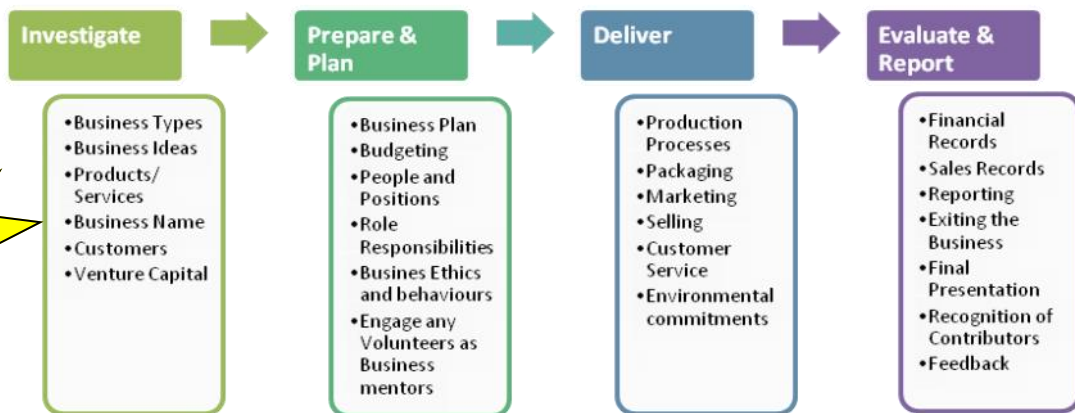 Investigate
•Business Types
•Business Ideas
•Products/
Services
•Business Name
•Customers
•Venture Capital
Prepare &
Plan
•Business Plan
•Budgeting
•People and
Positions
•Role
Responsibilities
•Busines Ethics
and behaviours
•Engage any
Volunteers as
Business
mentors
Deliver
•Production
Processes
•Packaging
•Marketing
•Selling
•Customer
Service
•Environmental
commitments
Evaluate &
Report
•Financial
Records
•Sales Records
•Reporting
•Exiting the
Business
•Final
Presentation
•Recognition of
Contributors
•Feedback